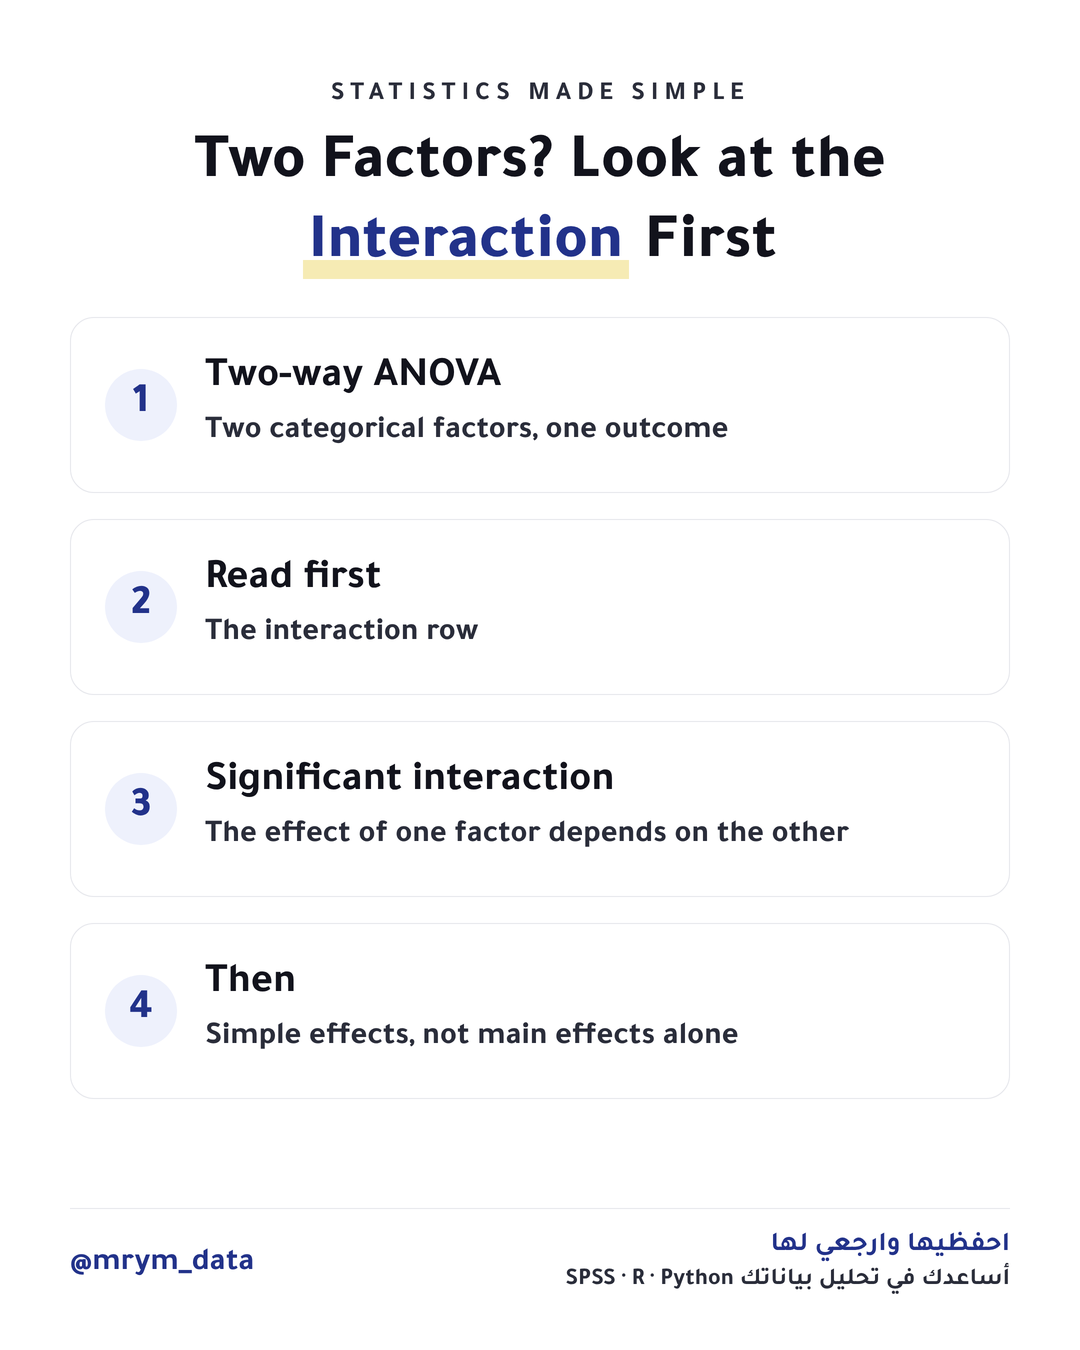 STATISTICS MADE SIMPLE
Two Factors? Look at the
Interaction First
1
Two-way ANOVA
Two categorical factors, one outcome
2
Read first
The interaction row
3
Significant interaction
The effect of one factor depends on the other
4
Then
Simple effects, not main effects alone
@mrym_data
احفظيها وارجعي لها
أساعدك في تحليل بياناتك SPSS · R · Python